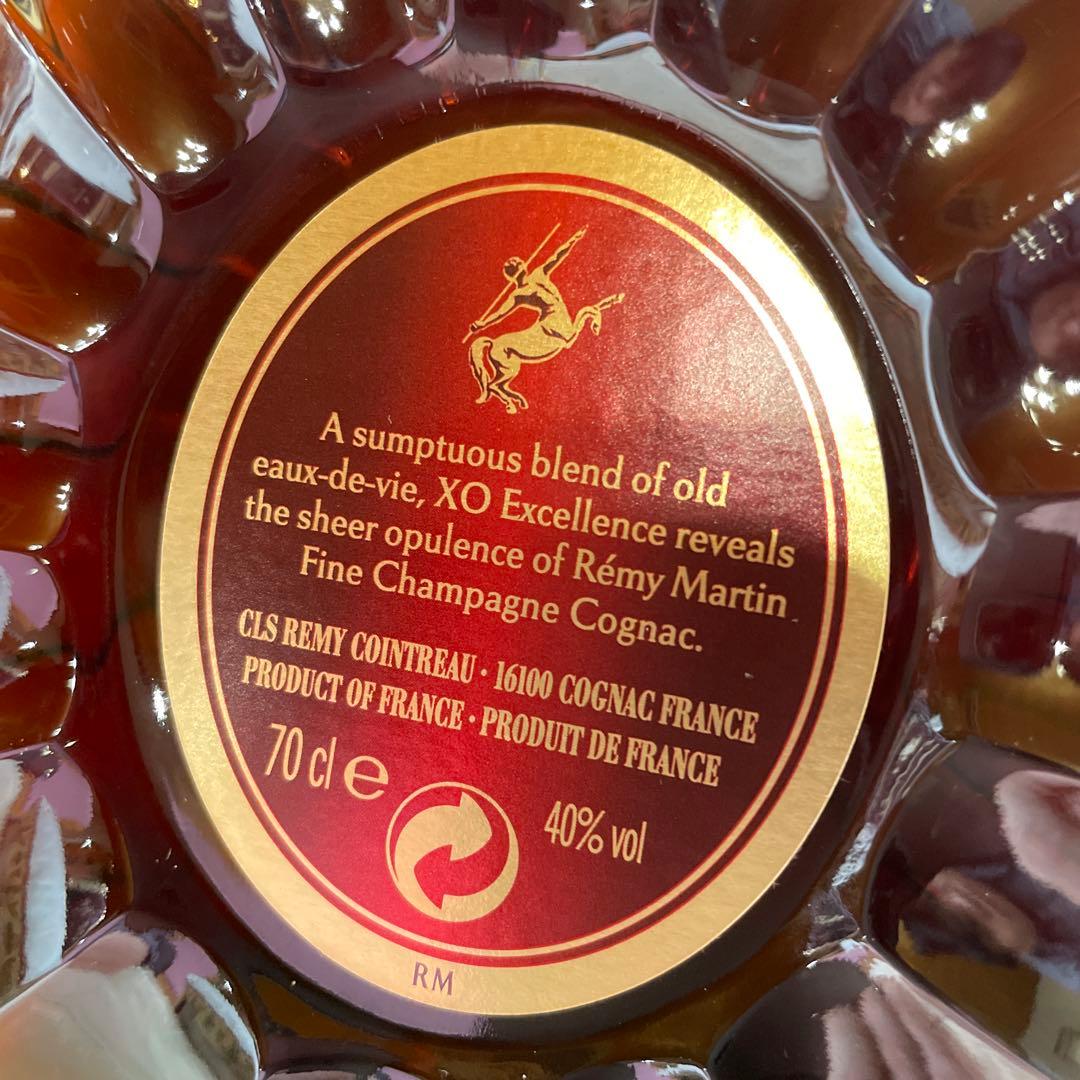 A sumptuous blend of old
eaux-de-vie, XO Excellence reveals
the sheer opulence of Rémy Martin
Fine Champagne Cognac.
CLS REMY COINTREAU · 16100 COGNAC FRANCE
PRODUCT OF FRANCE · PRODUIT DE FRANCE
70 cl e 40% vol
RM